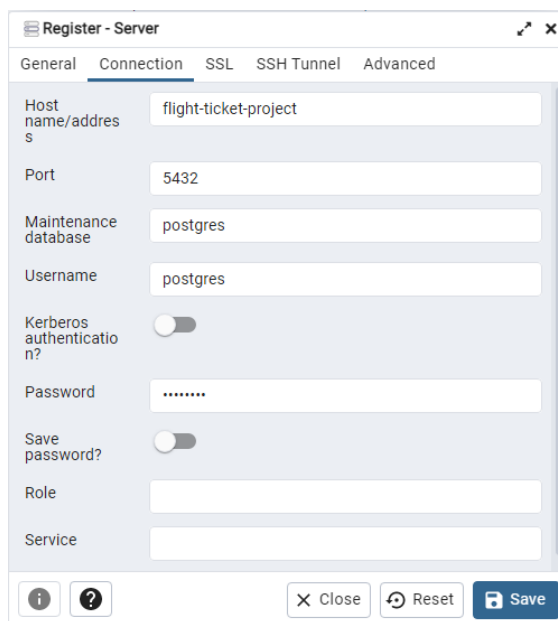 Register - Server
General Connection SSL SSH Tunnel Advanced
Host
name/addres
s
flight-ticket-project
Port
5432
Maintenance
database
postgres
Username
postgres
Kerberos
authenticatio
n?
Password
••••••••
Save
password?
Role
Service
Close Reset Save